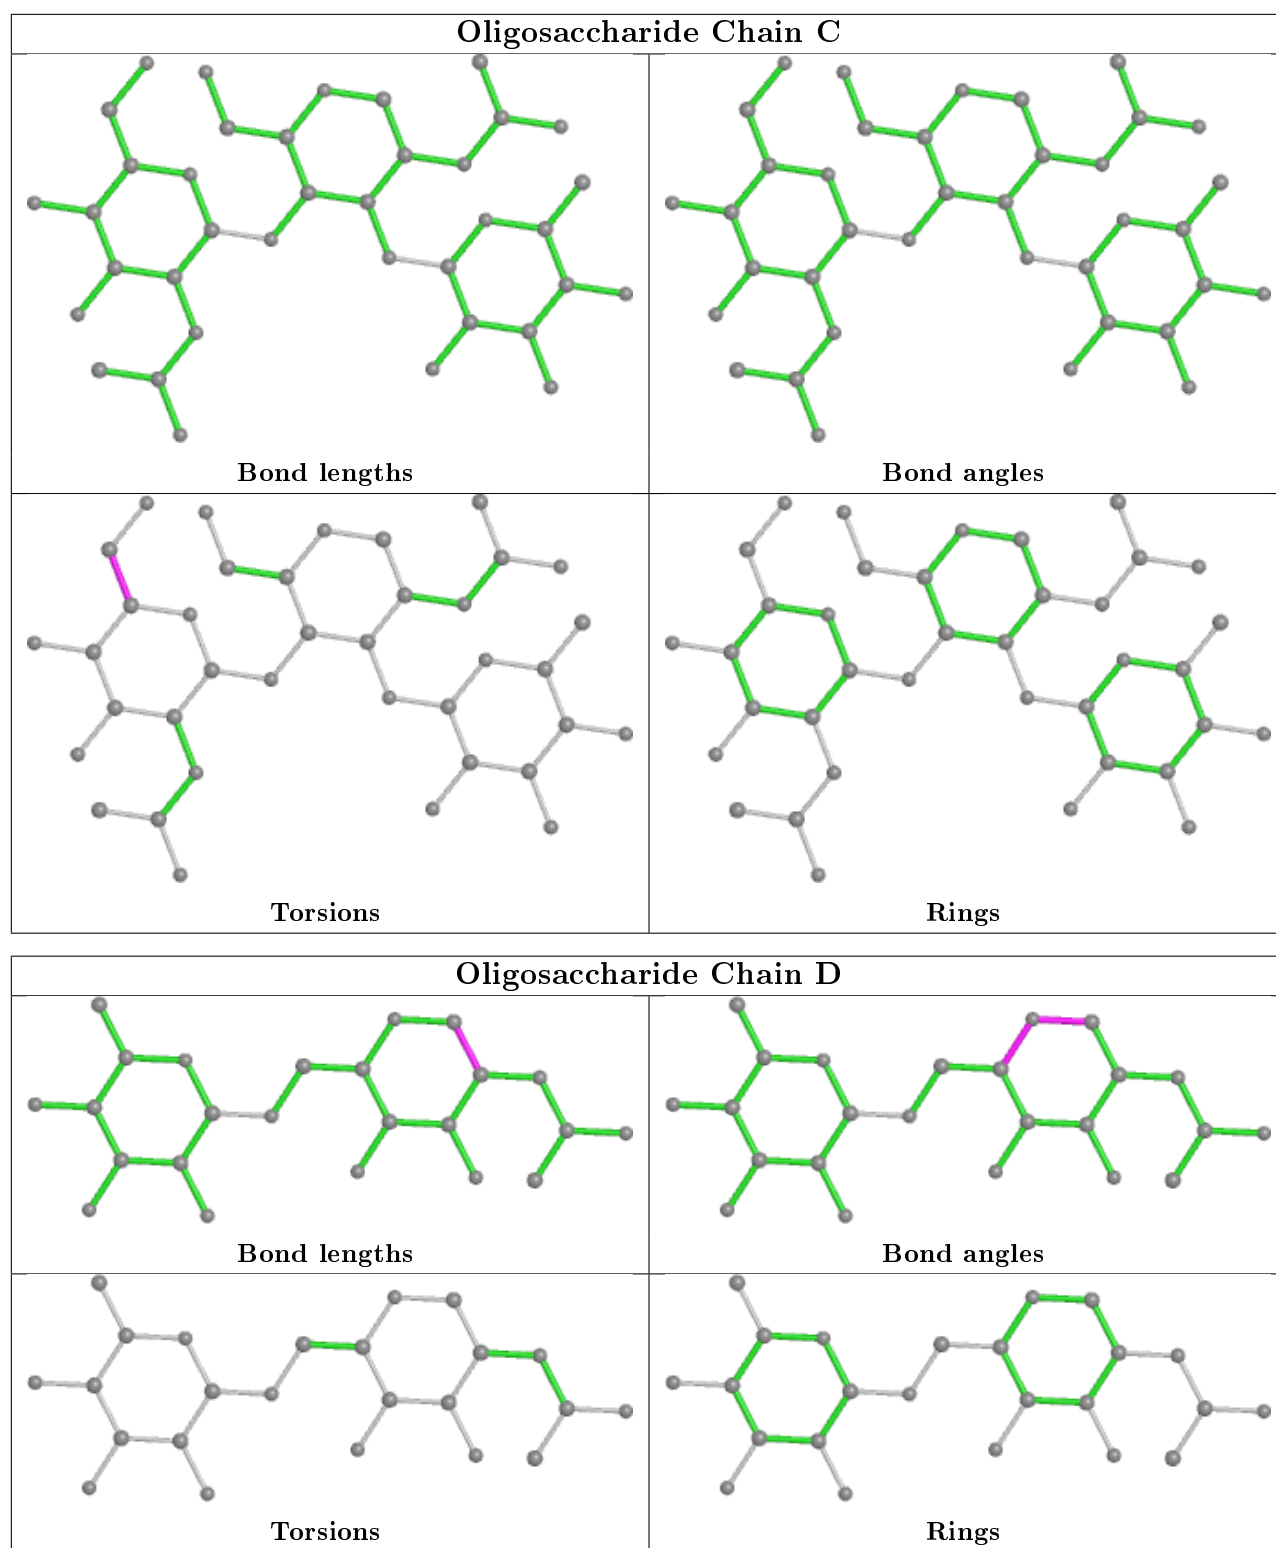 Oligosaccharide Chain C
Bond lengths
Bond angles
Torsions
Rings
Oligosaccharide Chain D
Bond lengths
Bond angles
Torsions
Rings